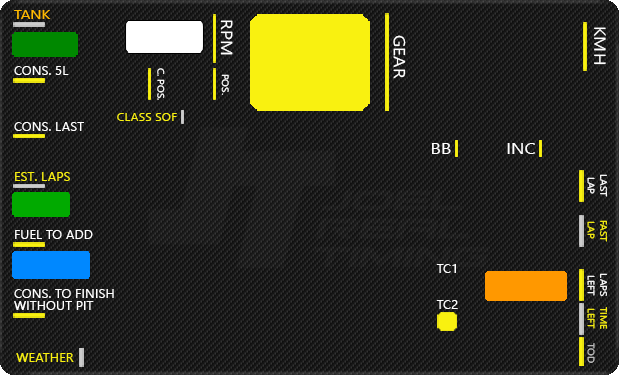 TANK
RPM
GEAR
KMH
CONS. 5L
C. POS.
POS.
CLASS SOF
CONS. LAST
BB
INC
EST. LAPS
LAST
LAP
FAST
LAP
FUEL TO ADD
TC1
LAPS
LEFT
CONS. TO FINISH
WITHOUT PIT
TC2
TIME
LEFT
WEATHER
TOD